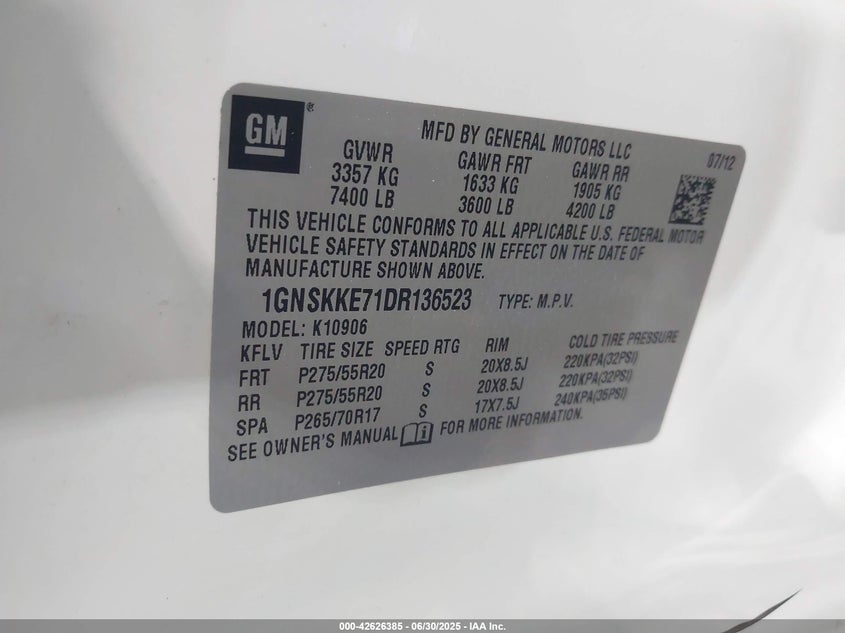 GM ®
MFD BY GENERAL MOTORS LLC
07/12
GVWR GAWR FRT GAWR RR
3357 KG 1633 KG 1905 KG
7400 LB 3600 LB 4200 LB
THIS VEHICLE CONFORMS TO ALL APPLICABLE U.S. FEDERAL MOTOR
VEHICLE SAFETY STANDARDS IN EFFECT ON THE DATE OF
MANUFACTURE SHOWN ABOVE.
1GNSKKE71DR136523 TYPE: M.P.V.
MODEL: K10906
KFLV TIRE SIZE SPEED RTG RIM COLD TIRE PRESSURE
FRT P275/55R20 S 20X8.5J 220KPA(32PSI)
RR P275/55R20 S 20X8.5J 220KPA(32PSI)
SPA P265/70R17 S 17X7.5J 240KPA(35PSI)
SEE OWNER'S MANUAL i FOR MORE INFORMATION.
000-42626385 - 06/30/2025 - IAA Inc.